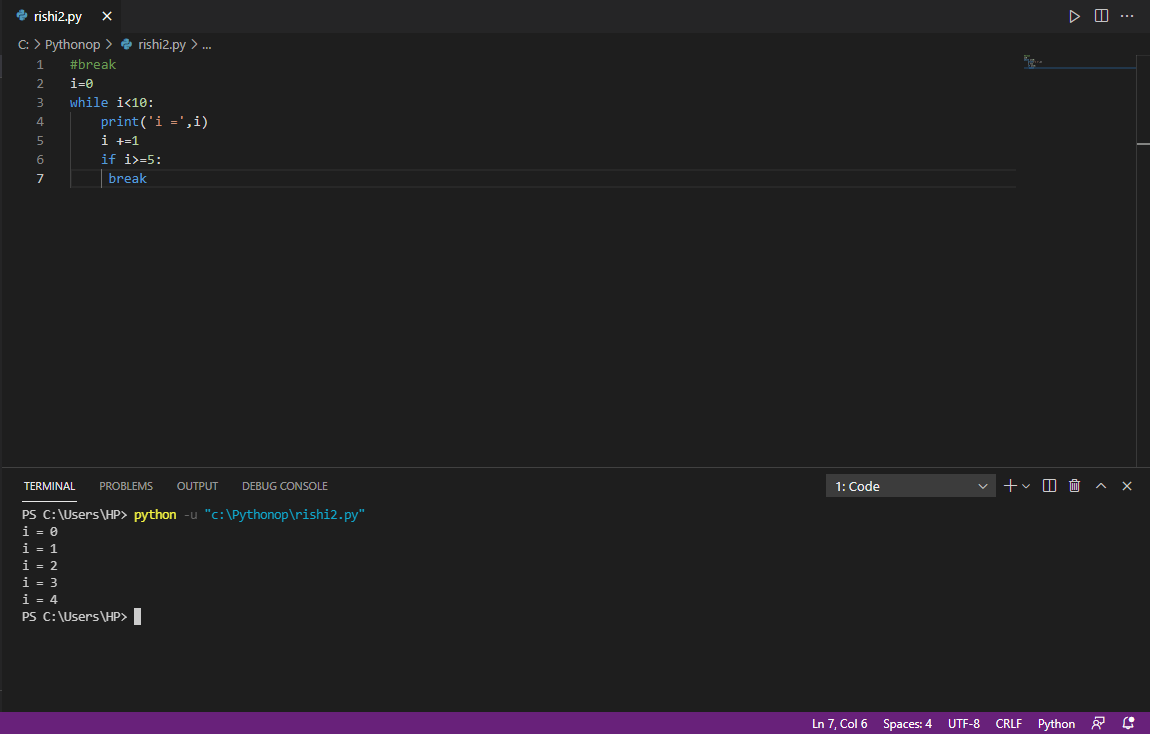 rishi2.py
C: > Pythonop > rishi2.py > ...
1 #break
2 i=0
3 while i<10:
4     print('i =',i)
5     i +=1
6     if i>=5:
7      break
TERMINAL PROBLEMS OUTPUT DEBUG CONSOLE 1: Code
PS C:\Users\HP> python -u "c:\Pythonop\rishi2.py"
i = 0
i = 1
i = 2
i = 3
i = 4
PS C:\Users\HP>
Ln 7, Col 6 Spaces: 4 UTF-8 CRLF Python